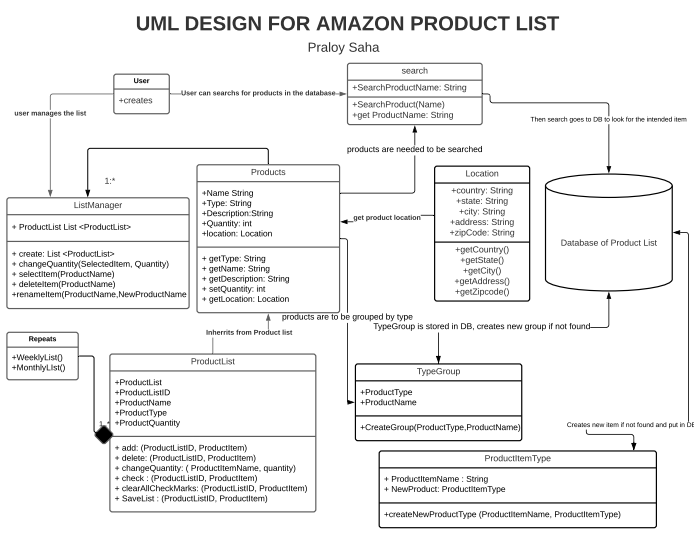 UML DESIGN FOR AMAZON PRODUCT LIST
Praloy Saha
User
+creates
User can searchs for products in the database
user manages the list
search
+SearchProductName: String
+SearchProduct(Name)
+get ProductName: String
Then search goes to DB to look for the intended item
products are needed to be searched
1:*
ListManager
+ ProductList List <ProductList>
+ create: List <ProductList>
+ changeQuantity(SelectedItem, Quantity)
+ selectItem(ProductName)
+ deleteItem(ProductName)
+renameItem(ProductName,NewProductName
Products
+Name String
+Type: String
+Description:String
+Quantity: int
+location: Location
+ getType: String
+ getName: String
+ getDescription: String
+ setQuantity: int
+ getLocation: Location
get product location
Location
+country: String
+state: String
+city: String
+address: String
+zipCode: String
+getCountry()
+getState()
+getCity()
+getAddress()
+getZipcode()
Database of Product List
products are to be grouped by type
TypeGroup is stored in DB, creates new group if not found
Inherrits from Product list
Repeats
+WeeklyList()
+MonthlyLIst()
ProductList
+ProductList
+ProductListID
+ProductName
+ProductType
+ProductQuantity
+ add: (ProductListID, ProductItem)
+ delete: (ProductListID, ProductItem)
+ changeQuantity: ( ProductItemName, quantity)
+ check : (ProductListID, ProductItem)
+ clearAllCheckMarks: (ProductListID, ProductItem)
+ SaveList : (ProductListID, ProductItem)
TypeGroup
+ProductType
+ProductName
+CreateGroup(ProductType,ProductName)
Creates new item if not found and put in DB
ProductItemType
+ ProductItemName : String
+ NewProduct: ProductItemType
+createNewProductType (ProductItemName, ProductItemType)